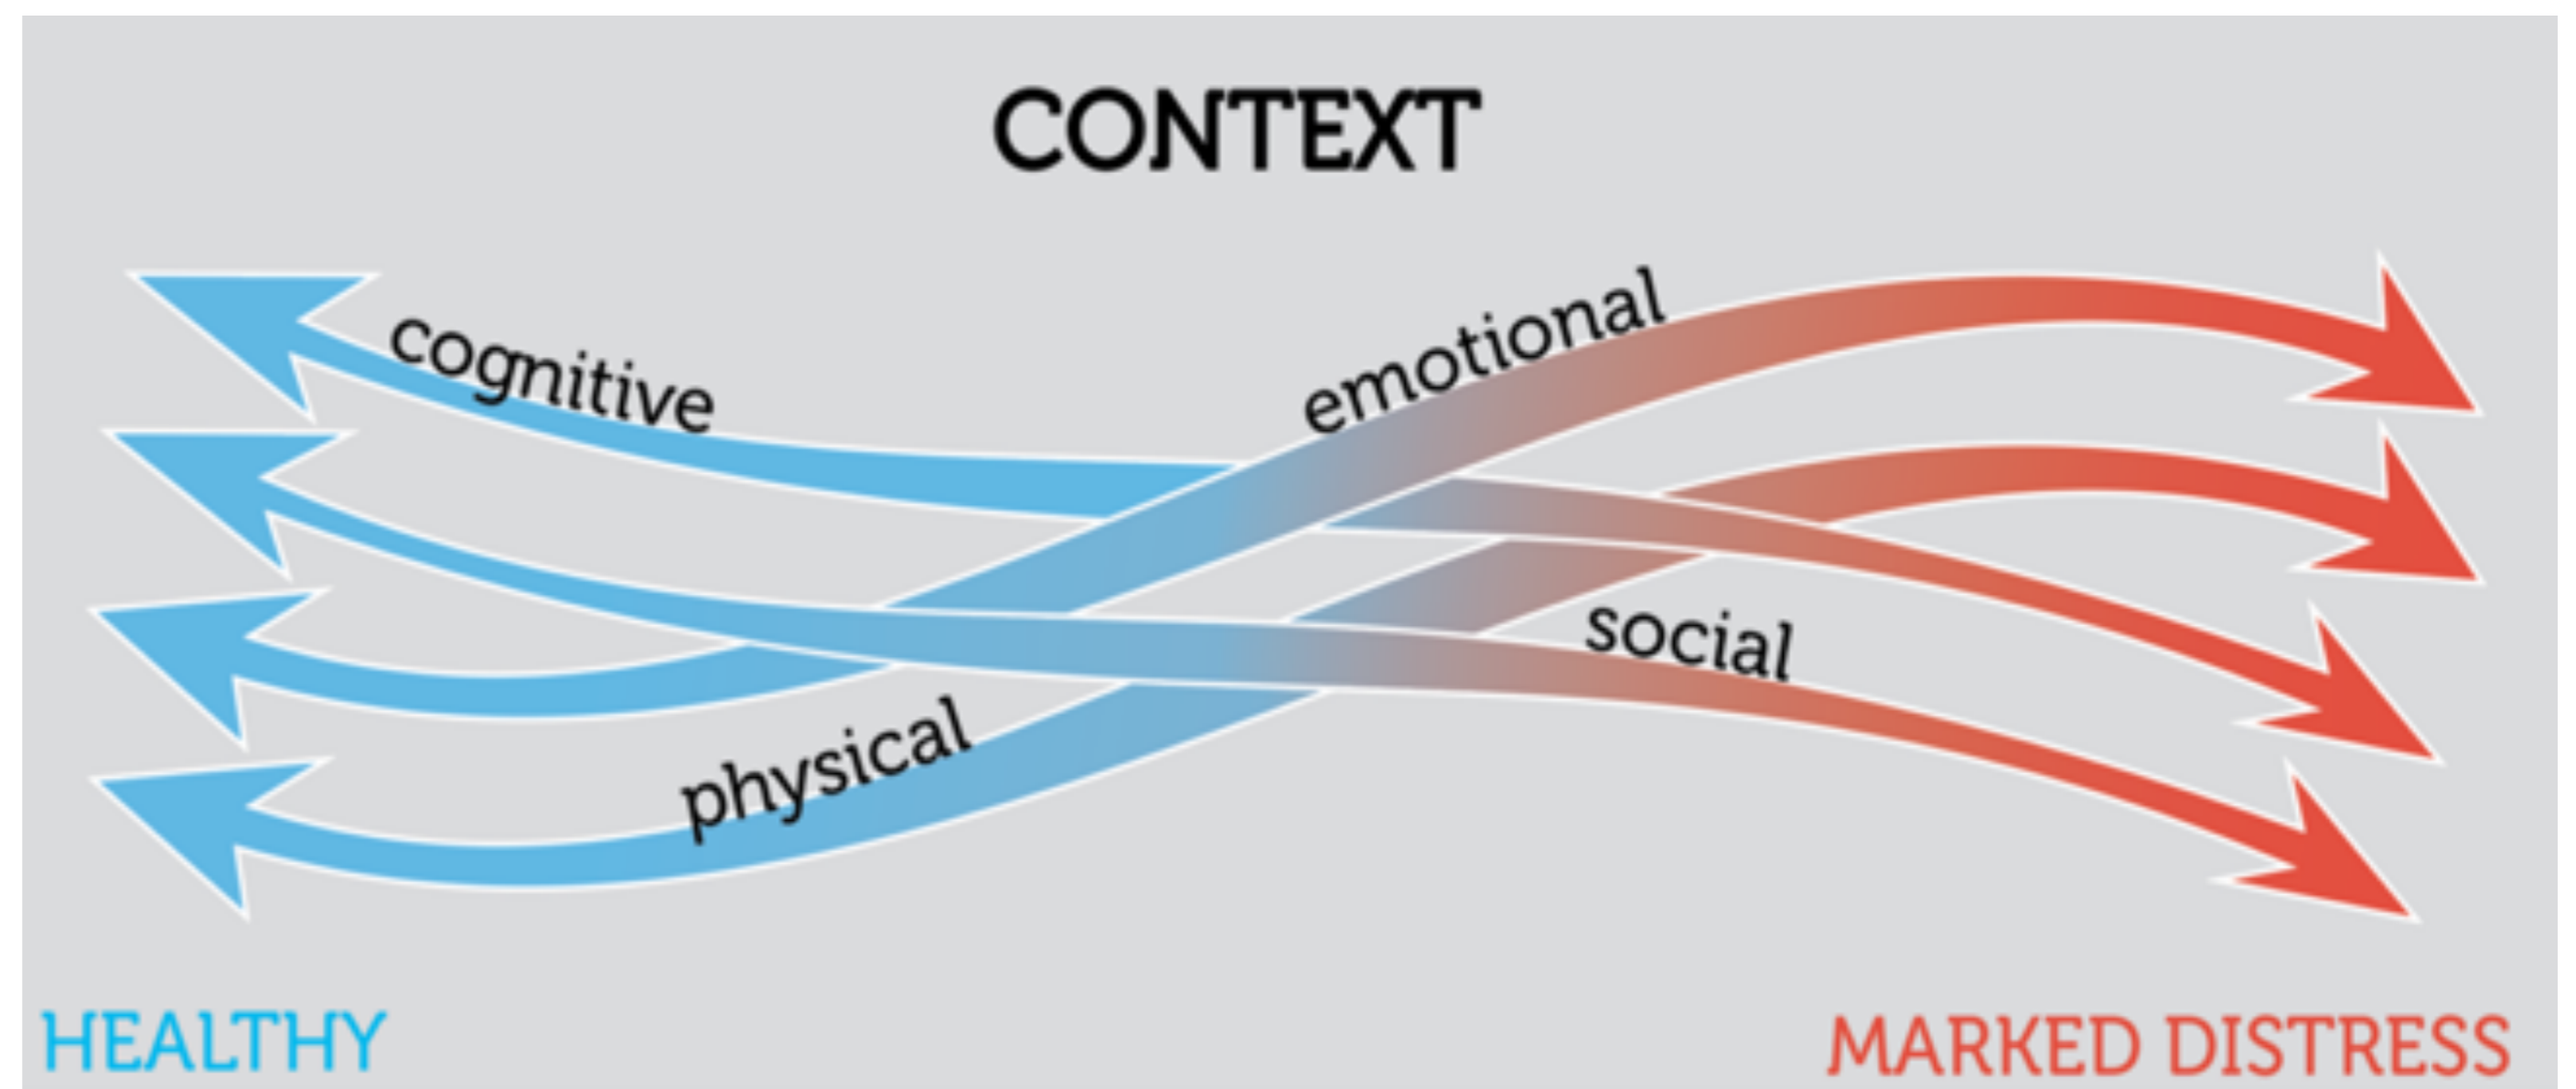 CONTEXT
cognitive
emotional
social
physical
HEALTHY
MARKED DISTRESS